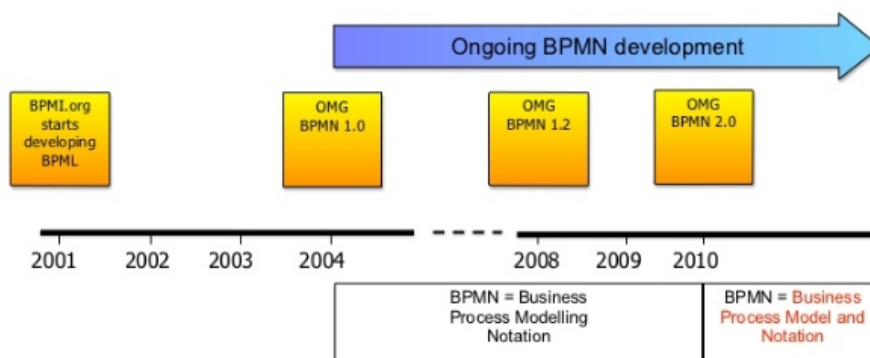 Ongoing BPMN development
BPMI.org
starts
developing
BPML
OMG
BPMN 1.0
OMG
BPMN 1.2
OMG
BPMN 2.0
2001
2002
2003
2004
2008
2009
2010
BPMN = Business
Process Modelling
Notation
BPMN = Business
Process Model and
Notation